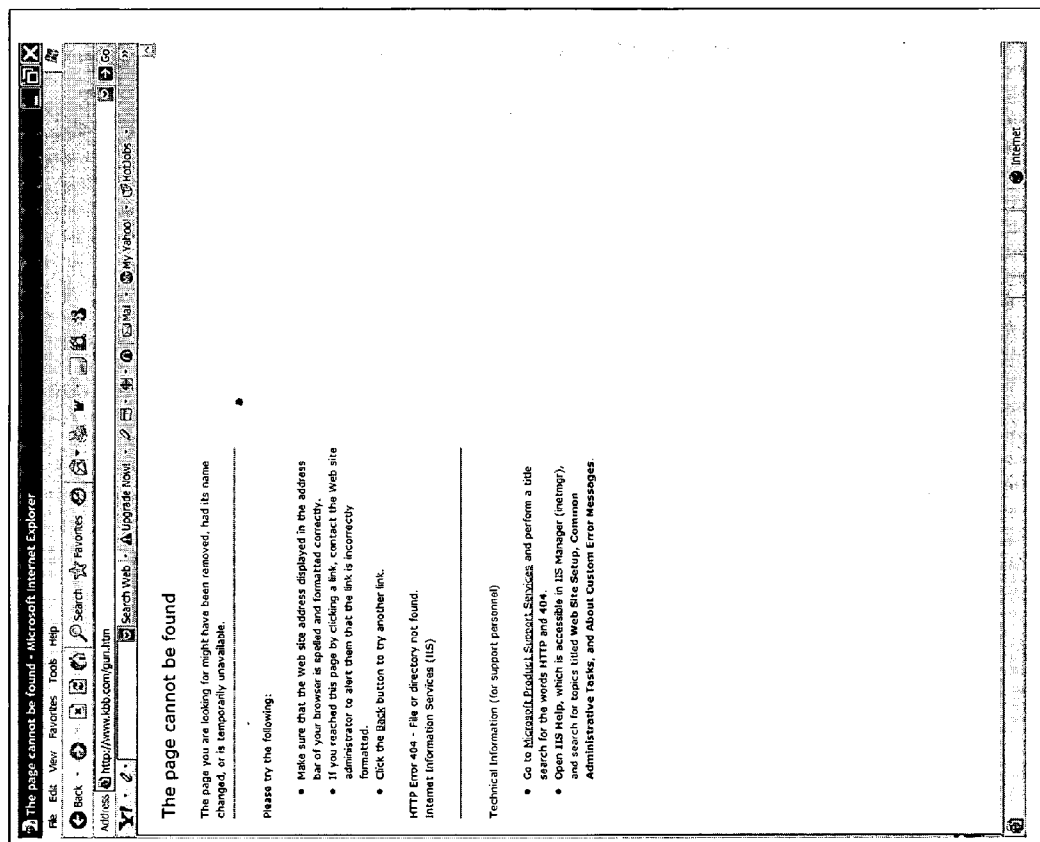 The page cannot be found - Microsoft Internet Explorer
File Edit View Favorites Tools Help
Back Search Favorites
Address http://www.kbb.com/gun.htm Go
Y! Search Web Upgrade Now! Mail My Yahoo! HotJobs »
The page cannot be found
The page you are looking for might have been removed, had its name
changed, or is temporarily unavailable.
Please try the following:
• Make sure that the Web site address displayed in the address
bar of your browser is spelled and formatted correctly.
• If you reached this page by clicking a link, contact the Web site
administrator to alert them that the link is incorrectly
formatted.
• Click the Back button to try another link.
HTTP Error 404 - File or directory not found.
Internet Information Services (IIS)
Technical Information (for support personnel)
• Go to Microsoft Product Support Services and perform a title
search for the words HTTP and 404.
• Open IIS Help, which is accessible in IIS Manager (inetmgr),
and search for topics titled Web Site Setup, Common
Administrative Tasks, and About Custom Error Messages.
Internet